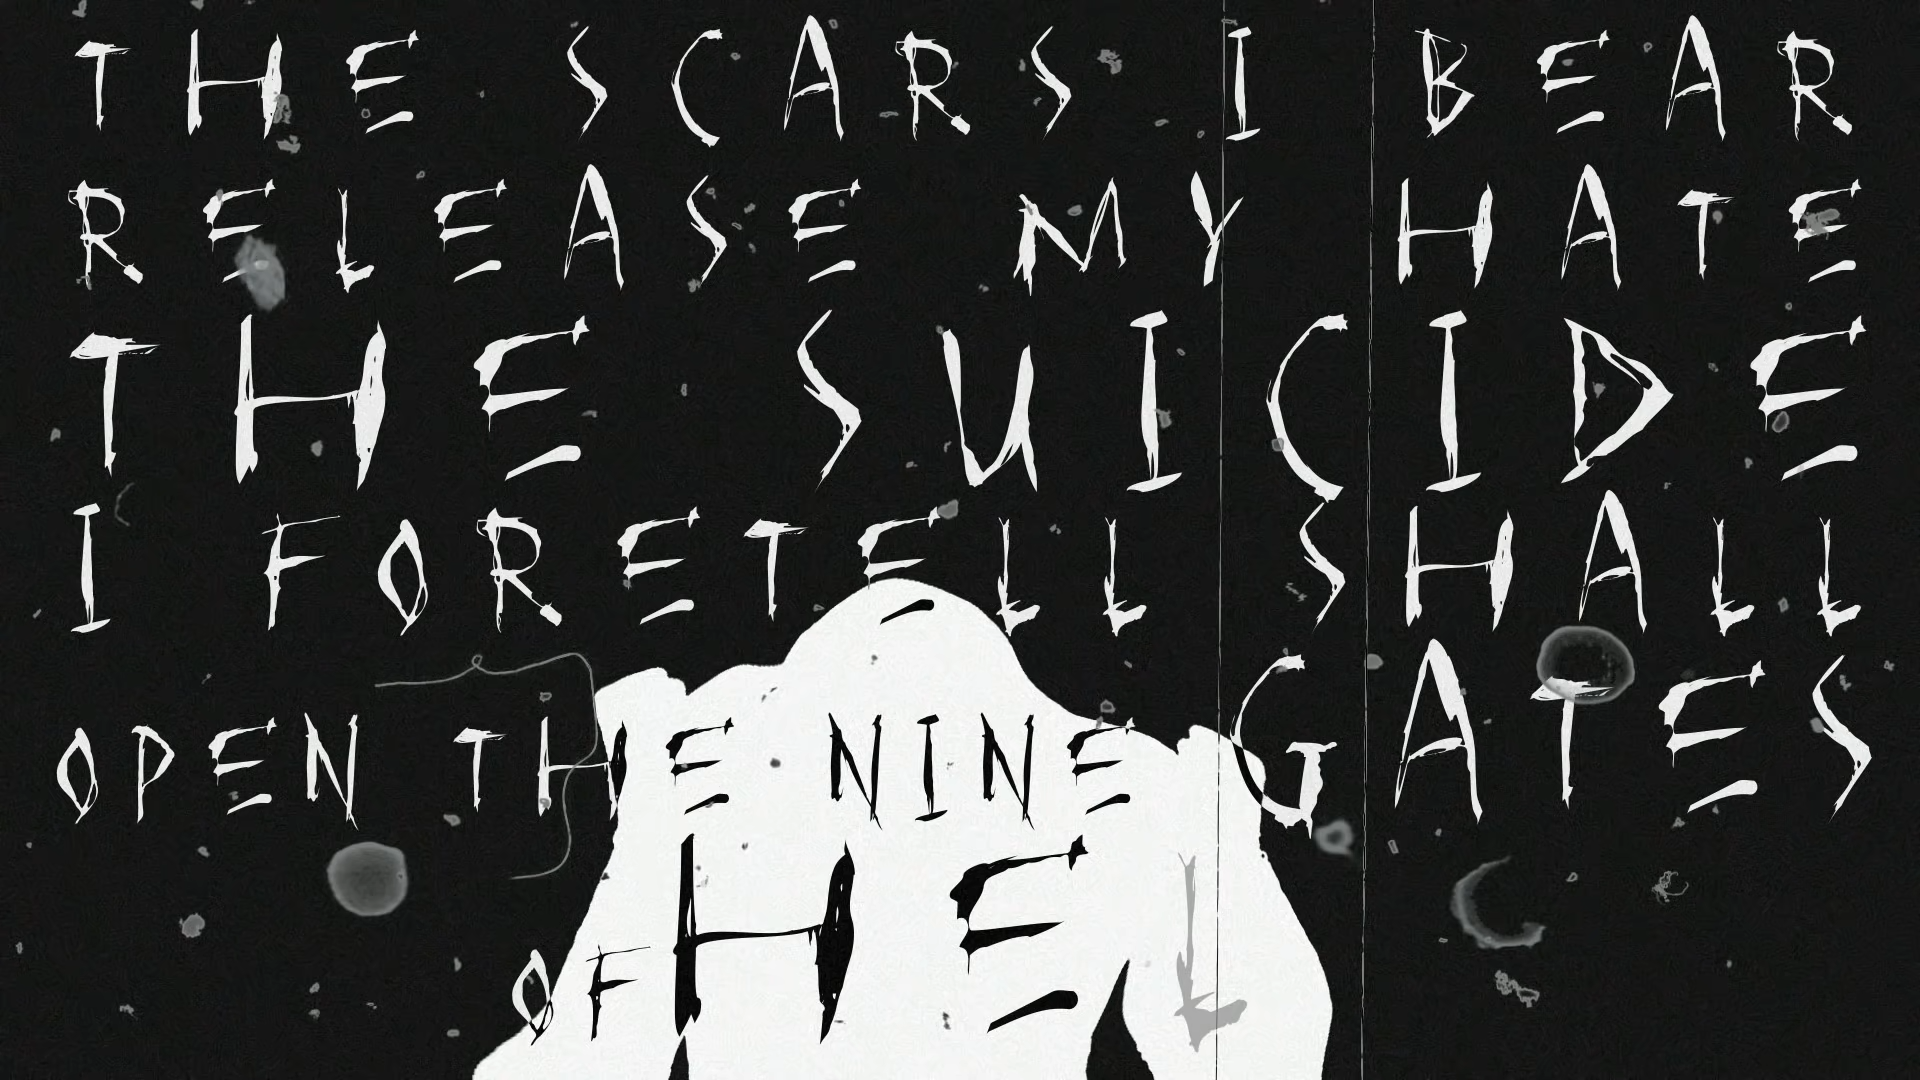 THE SCARS I BEAR
RELEASE MY HATE
THE SUICIDE
I FORETELL SHALL
OPEN THE NINE GATES
OF HEL